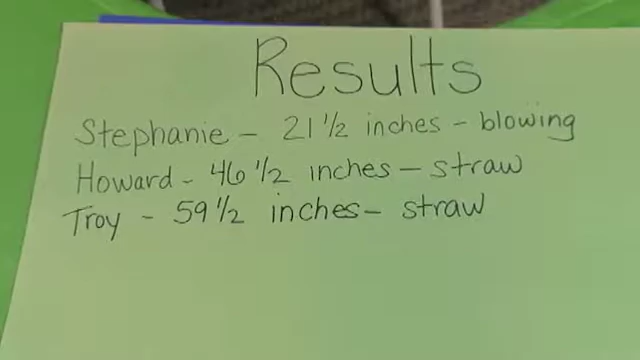 Results
Stephanie - 21 1/2 inches - blowing
Howard - 46 1/2 inches - straw
Troy - 59 1/2 inches - straw